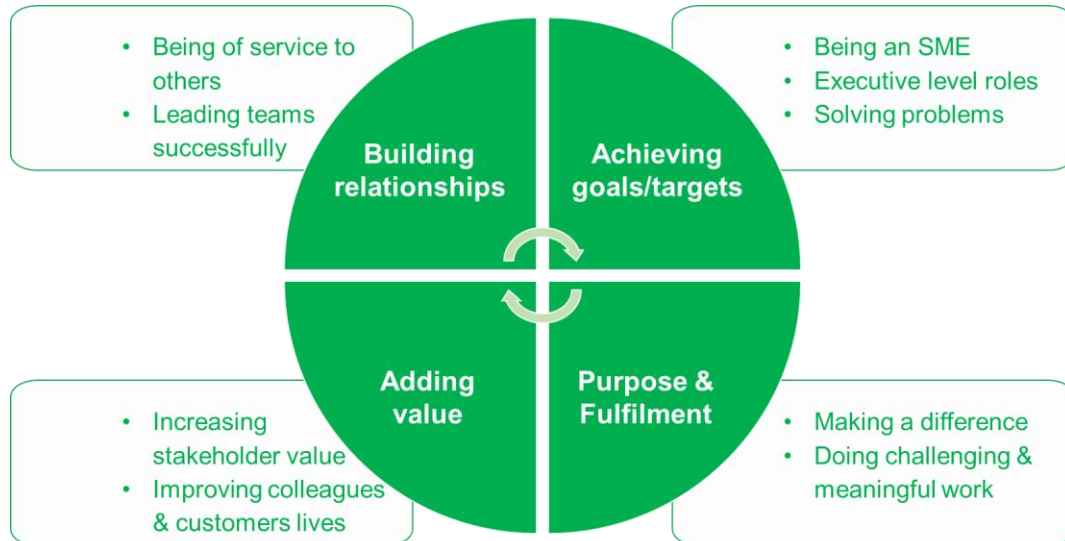 • Being of service to
others
• Leading teams
successfully
Building
relationships
• Being an SME
• Executive level roles
• Solving problems
Achieving
goals/targets
• Increasing
stakeholder value
• Improving colleagues
& customers lives
Adding
value
Purpose &
Fulfilment
• Making a difference
• Doing challenging &
meaningful work